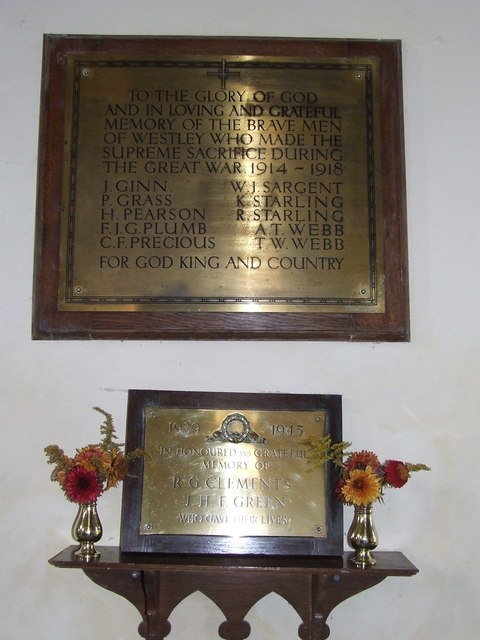 TO THE GLORY OF GOD
AND IN LOVING AND GRATEFUL
MEMORY OF THE BRAVE MEN
OF WESTLEY WHO MADE THE
SUPREME SACRIFICE DURING
THE GREAT WAR 1914 - 1918
J. GINN. W.J. SARGENT
P. GRASS K. STARLING
H. PEARSON R. STARLING
F.J.G. PLUMB A.T. WEBB
C.F. PRECIOUS T.W. WEBB
FOR GOD KING AND COUNTRY
1939 1945
IN HONOURED AND GRATEFUL
MEMORY OF
R.G. CLEMENTS
J.H.F. GREEN
WHO GAVE THEIR LIVES